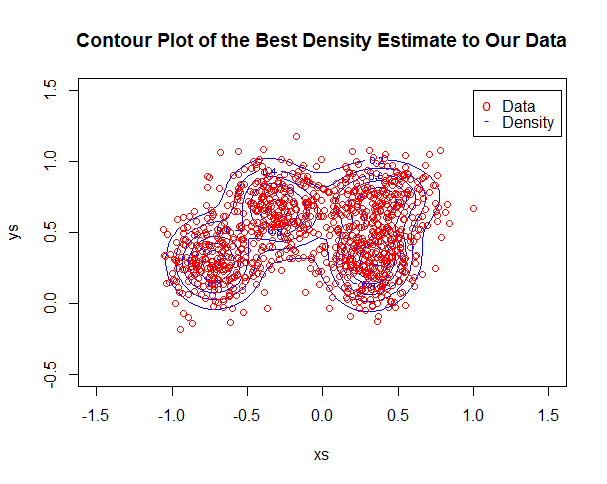 Contour Plot of the Best Density Estimate to Our Data
1.5
1.0
0.5
0.0
-0.5
ys
Data
Density
-1.5 -1.0 -0.5 0.0 0.5 1.0 1.5
xs